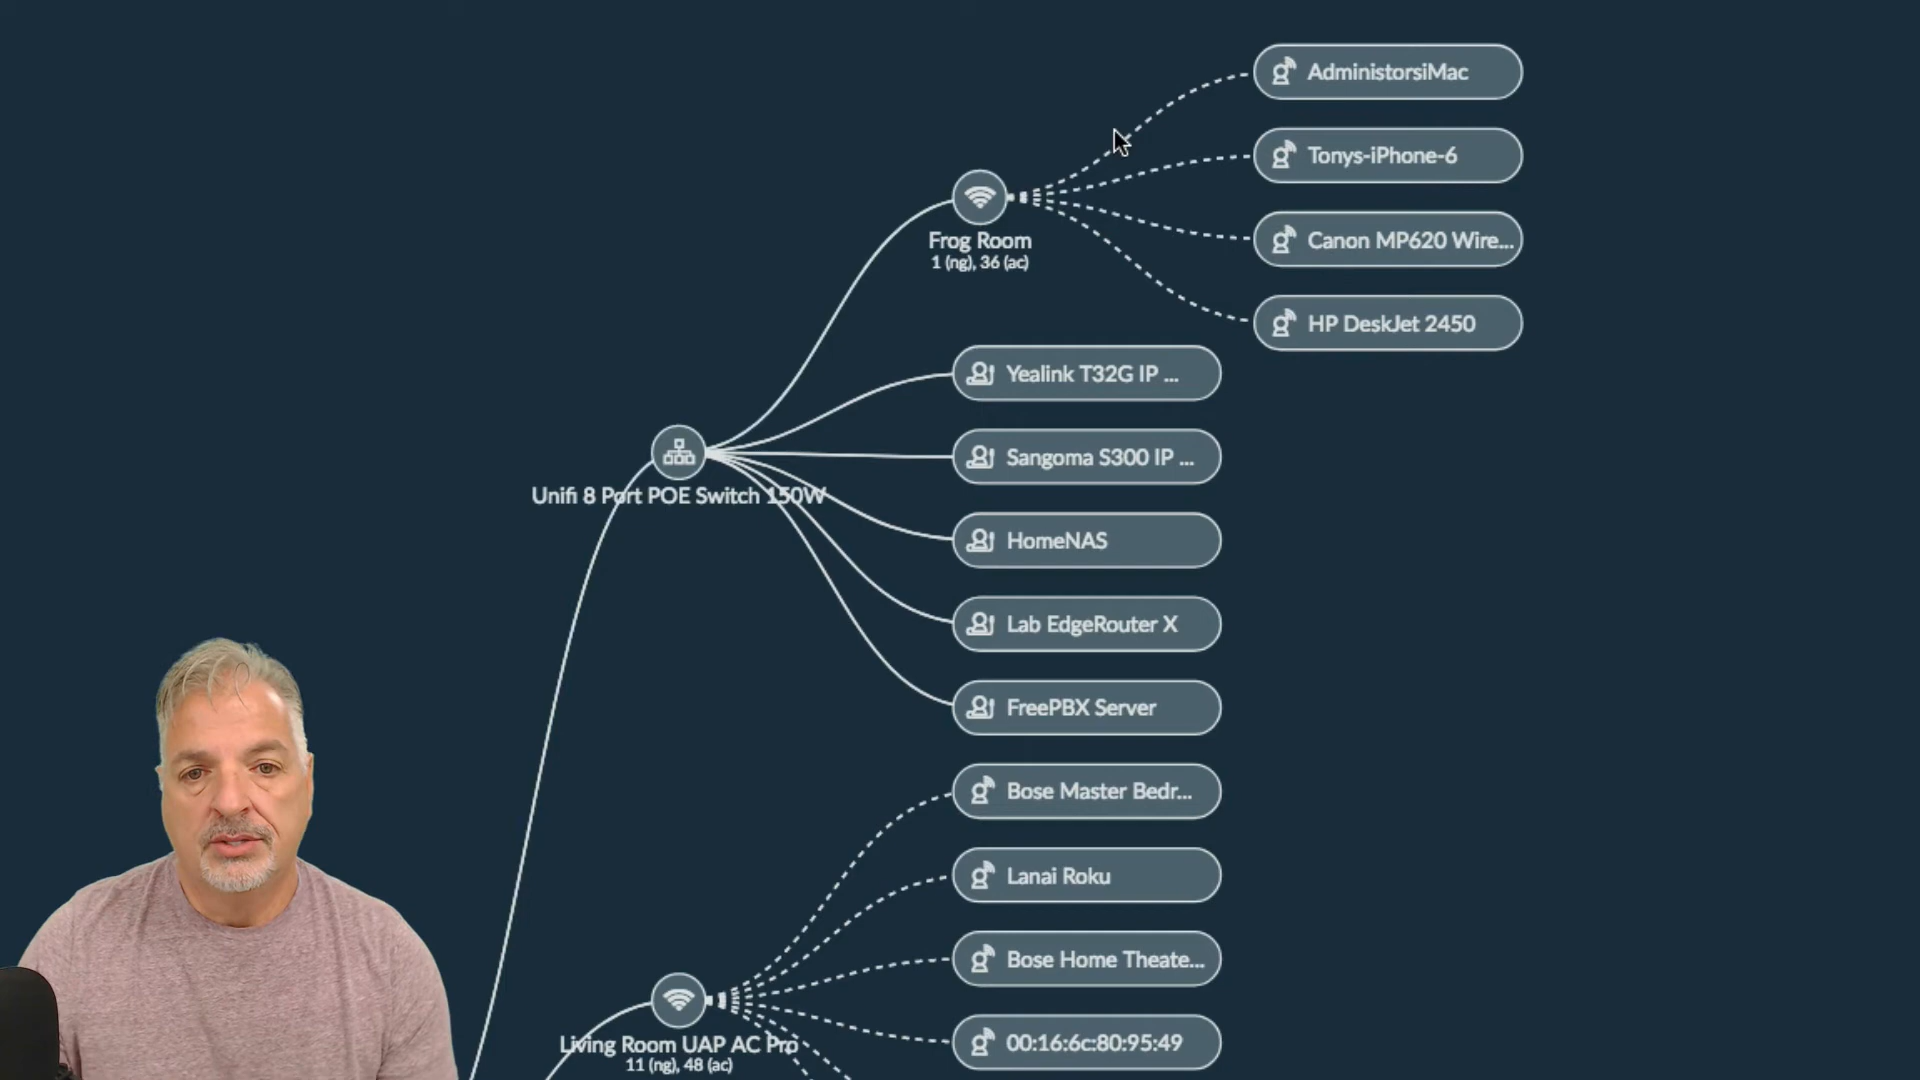 AdministorsiMac
Tonys-iPhone-6
Frog Room
1 (ng), 36 (ac)
Canon MP620 Wire...
HP DeskJet 2450
Yealink T32G IP ...
Sangoma S300 IP ...
Unifi 8 Port POE Switch 150W
HomeNAS
Lab EdgeRouter X
FreePBX Server
Bose Master Bedr...
Lanai Roku
Bose Home Theate...
00:16:6c:80:95:49
Living Room UAP AC Pro
11 (ng), 48 (ac)